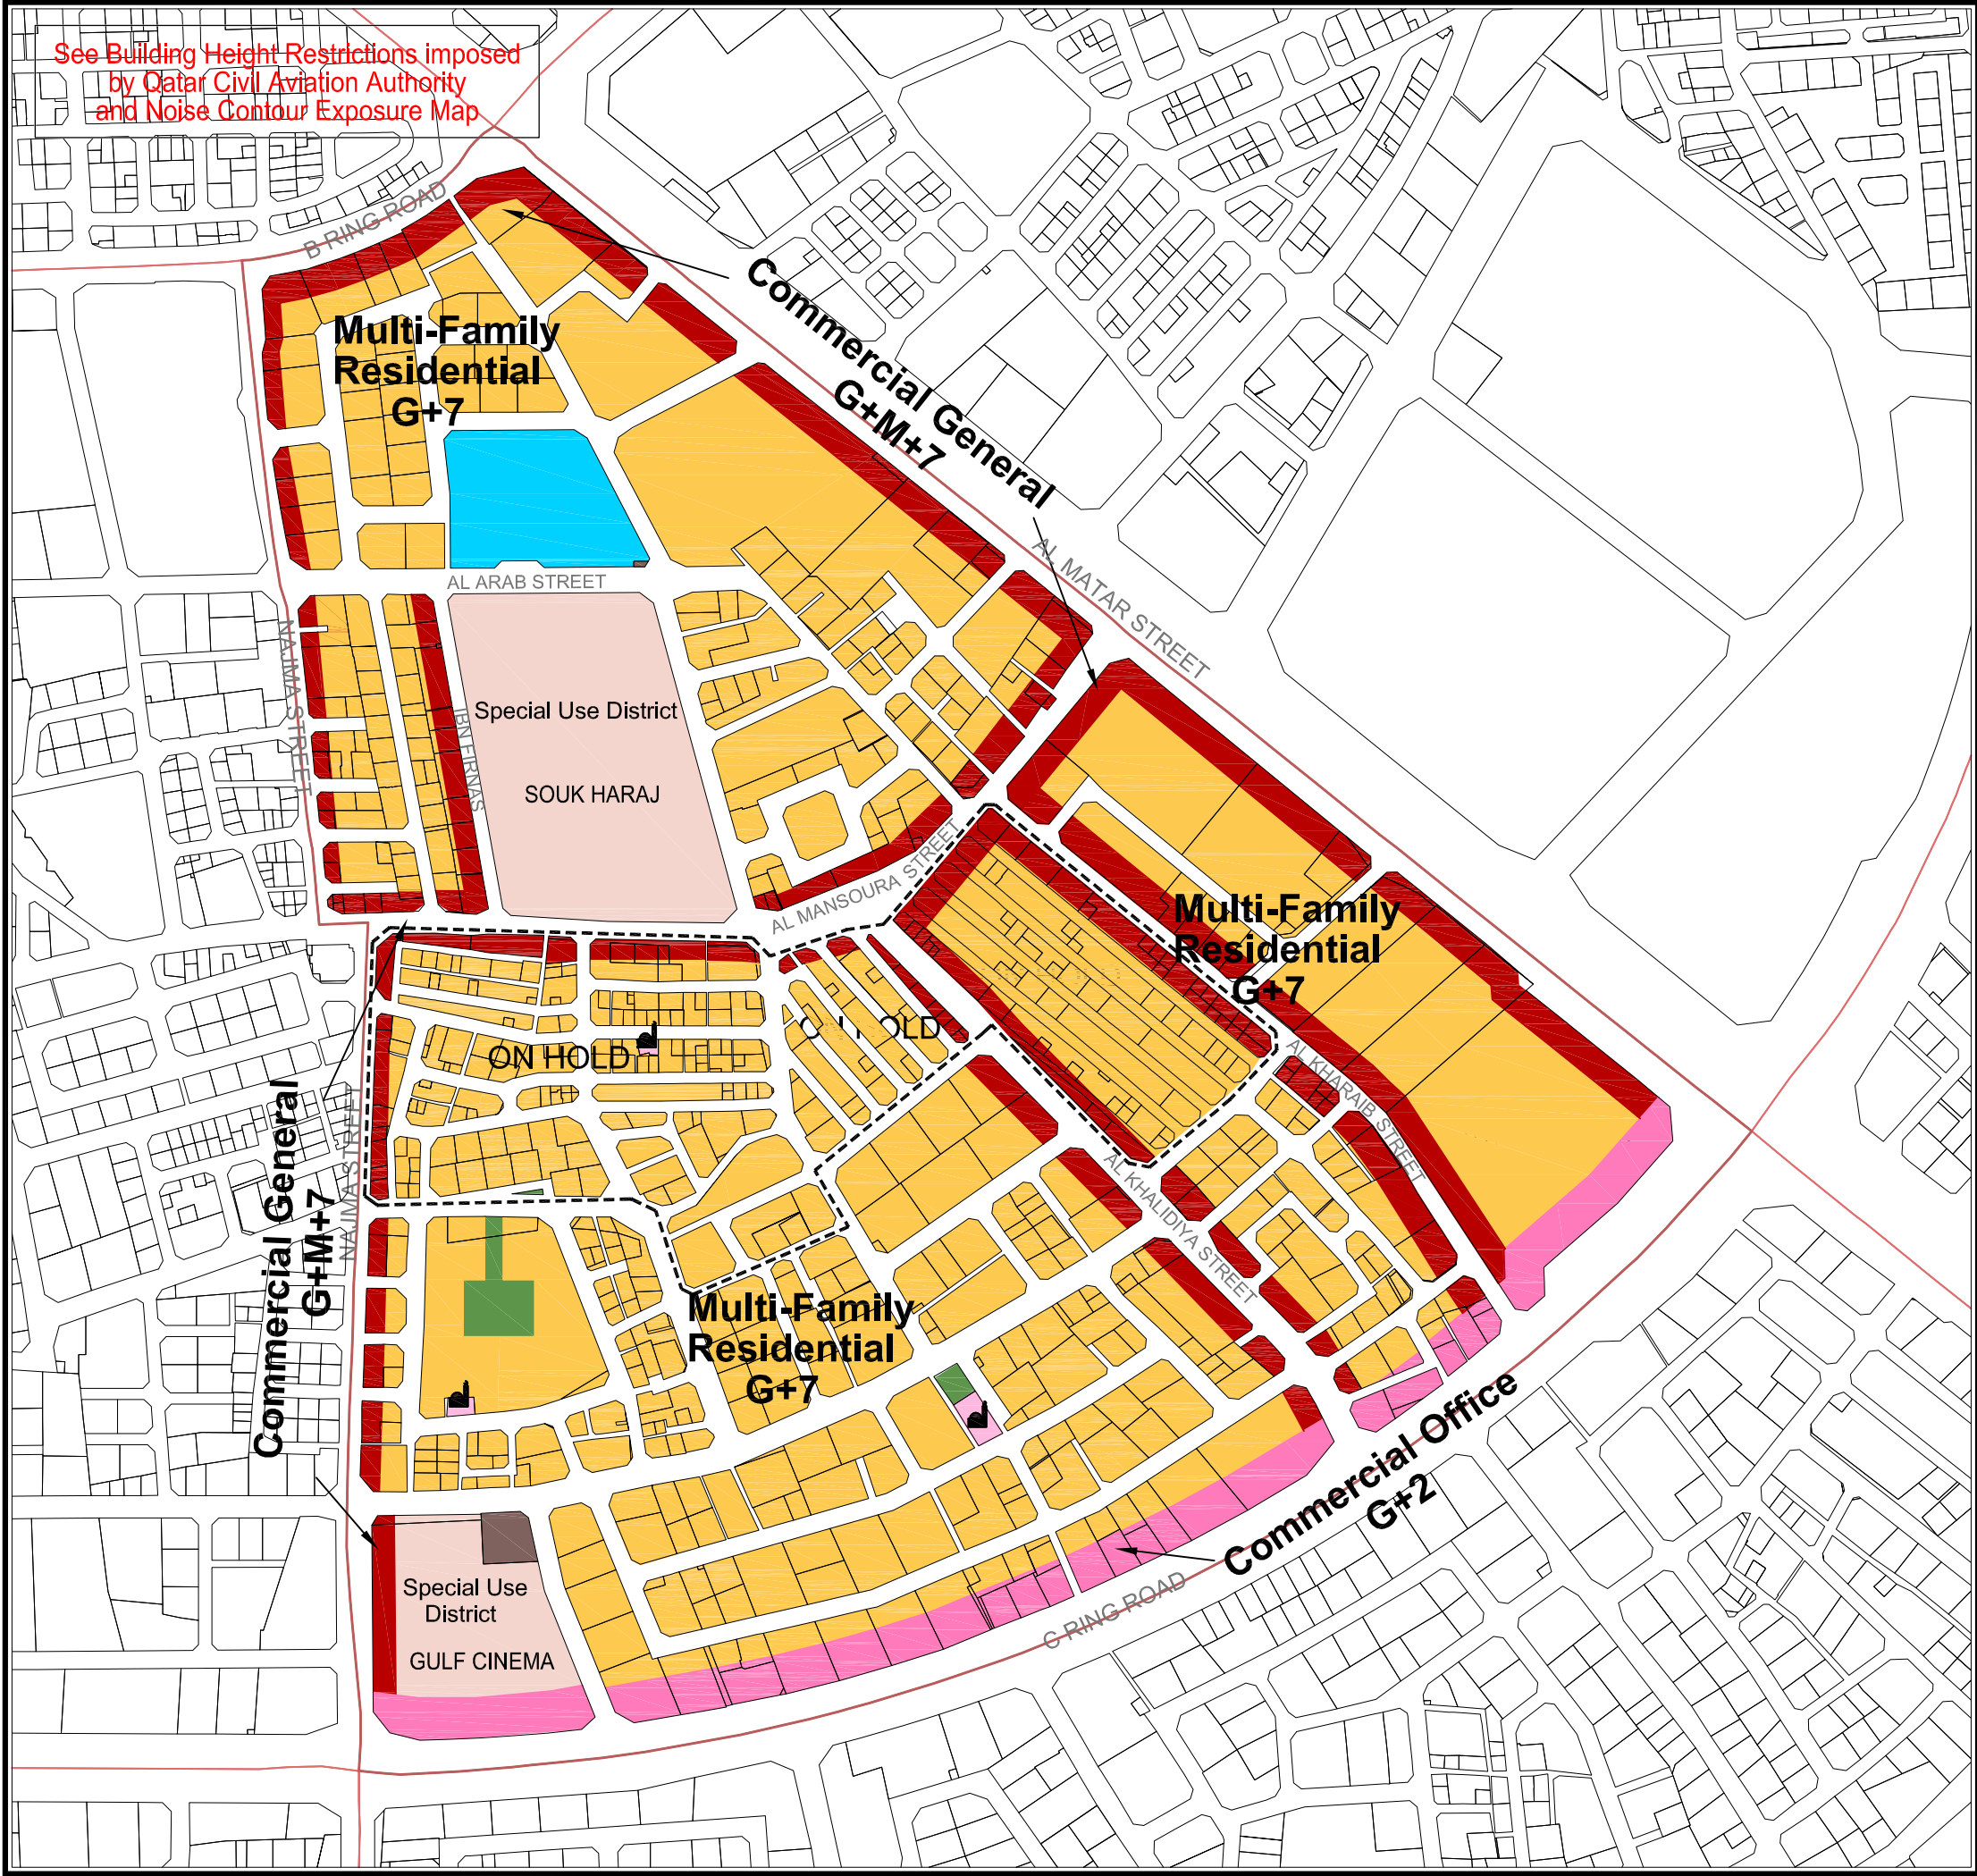 See Building Height Restrictions imposed
by Qatar Civil Aviation Authority
and Noise Contour Exposure Map
B RING ROAD
Commercial General
G+M+7
Multi-Family
Residential
G+7
AL ARAB STREET
AL MATAR STREET
NAJMA STREET
IBN FIRNAS
Special Use District
SOUK HARAJ
AL MANSOURA STREET
Multi-Family
Residential
G+7
ON HOLD
HOLD
AL KHARAIB STREET
Commercial General
G+M+7
NAJMA STREET
AL KHALIDIYA STREET
Multi-Family
Residential
G+7
Commercial Office
G+2
Special Use
District
GULF CINEMA
C RING ROAD